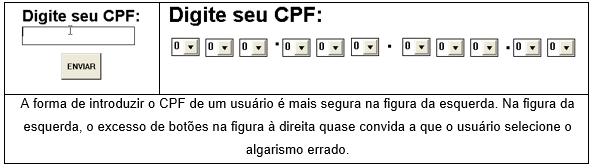 Digite seu CPF:
ENVIAR
Digite seu CPF:
0 0 0 . 0 0 0 . 0 0 0 . 0 0
A forma de introduzir o CPF de um usuário é mais segura na figura da esquerda. Na figura da
esquerda, o excesso de botões na figura à direita quase convida a que o usuário selecione o
algarismo errado.